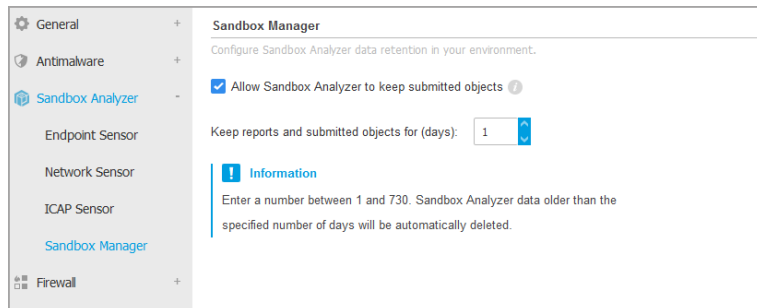 General +
Antimalware +
Sandbox Analyzer -
Endpoint Sensor
Network Sensor
ICAP Sensor
Sandbox Manager
Firewall +
Sandbox Manager
Configure Sandbox Analyzer data retention in your environment.
Allow Sandbox Analyzer to keep submitted objects i
Keep reports and submitted objects for (days): 1
! Information
Enter a number between 1 and 730. Sandbox Analyzer data older than the
specified number of days will be automatically deleted.